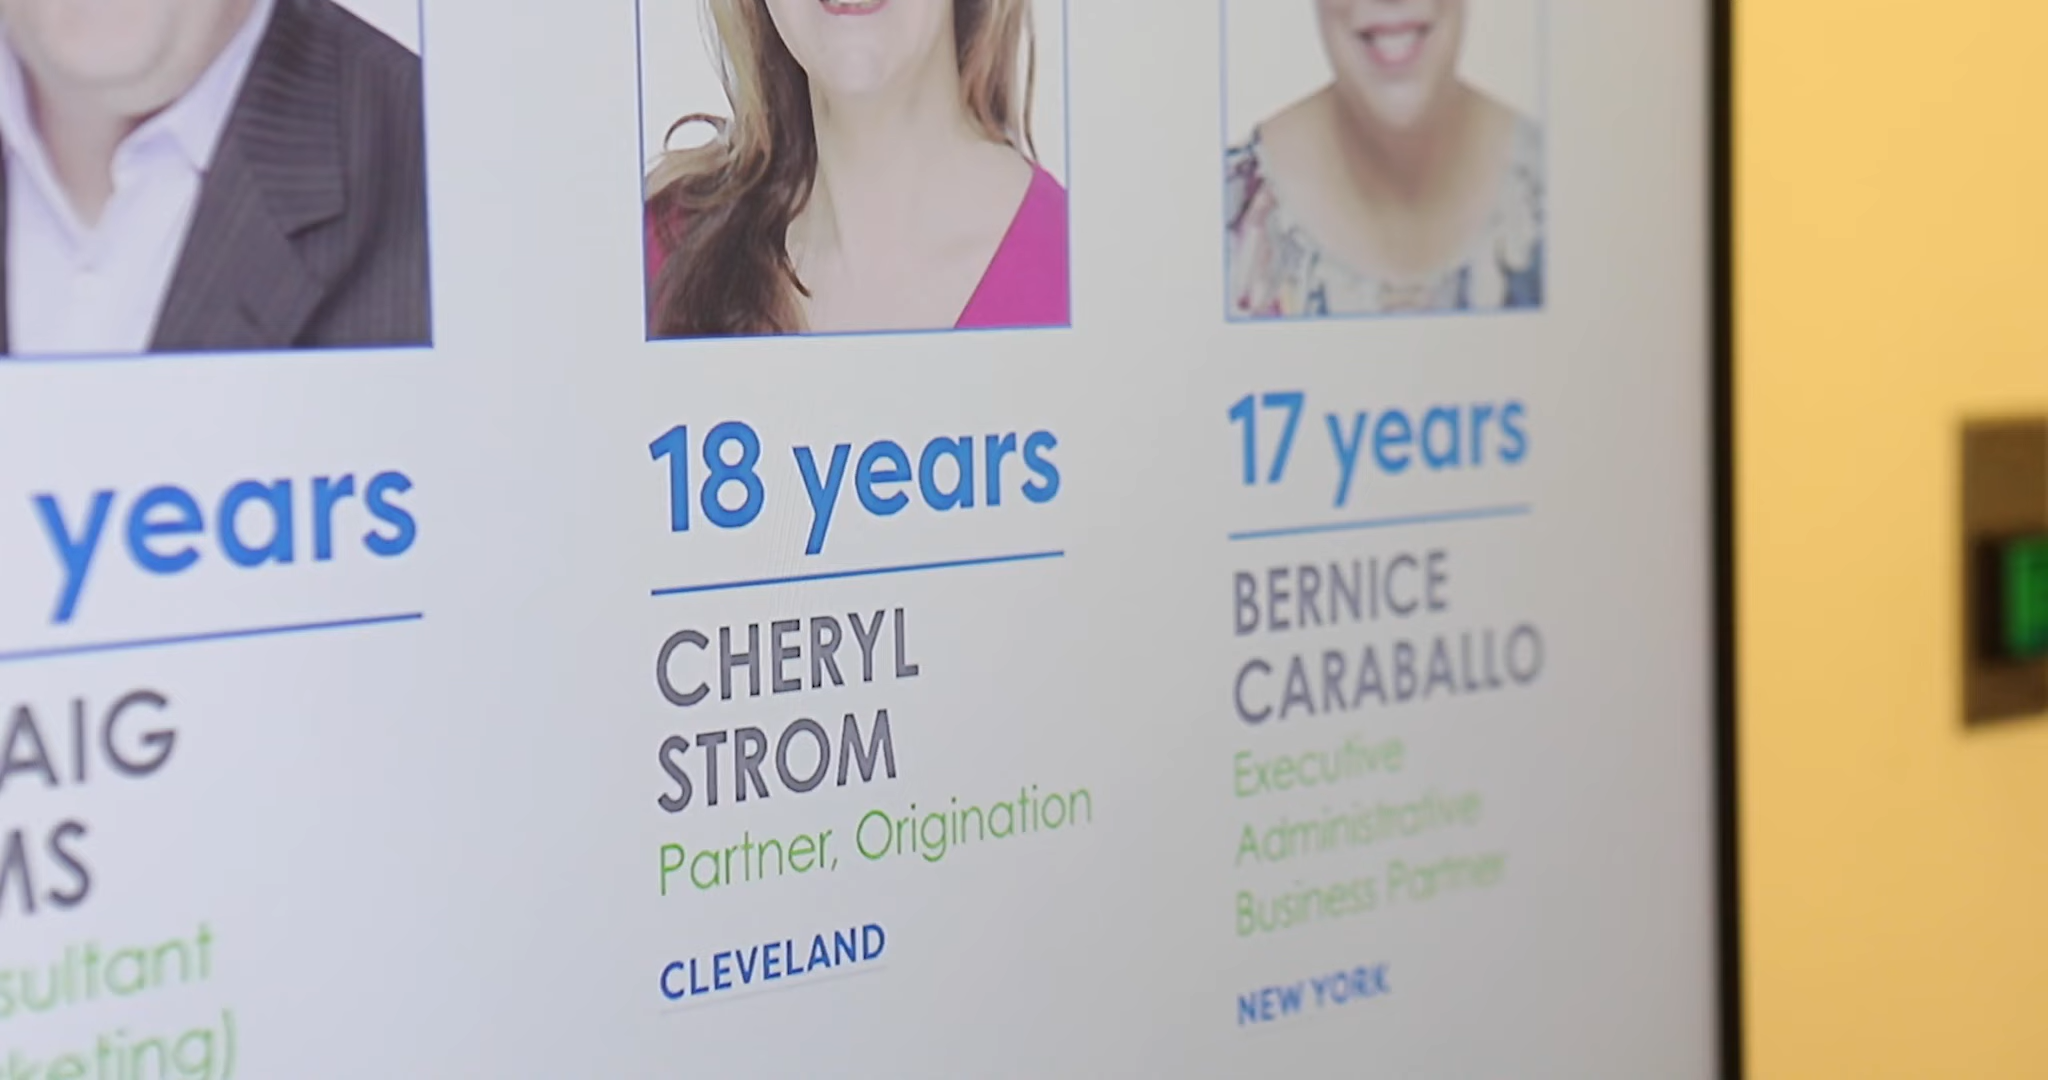 years
AIG
MS
sultant
keting)
18 years
CHERYL
STROM
Partner, Origination
CLEVELAND
17 years
BERNICE
CARABALLO
Executive
Administrative
Business Partner
NEW YORK